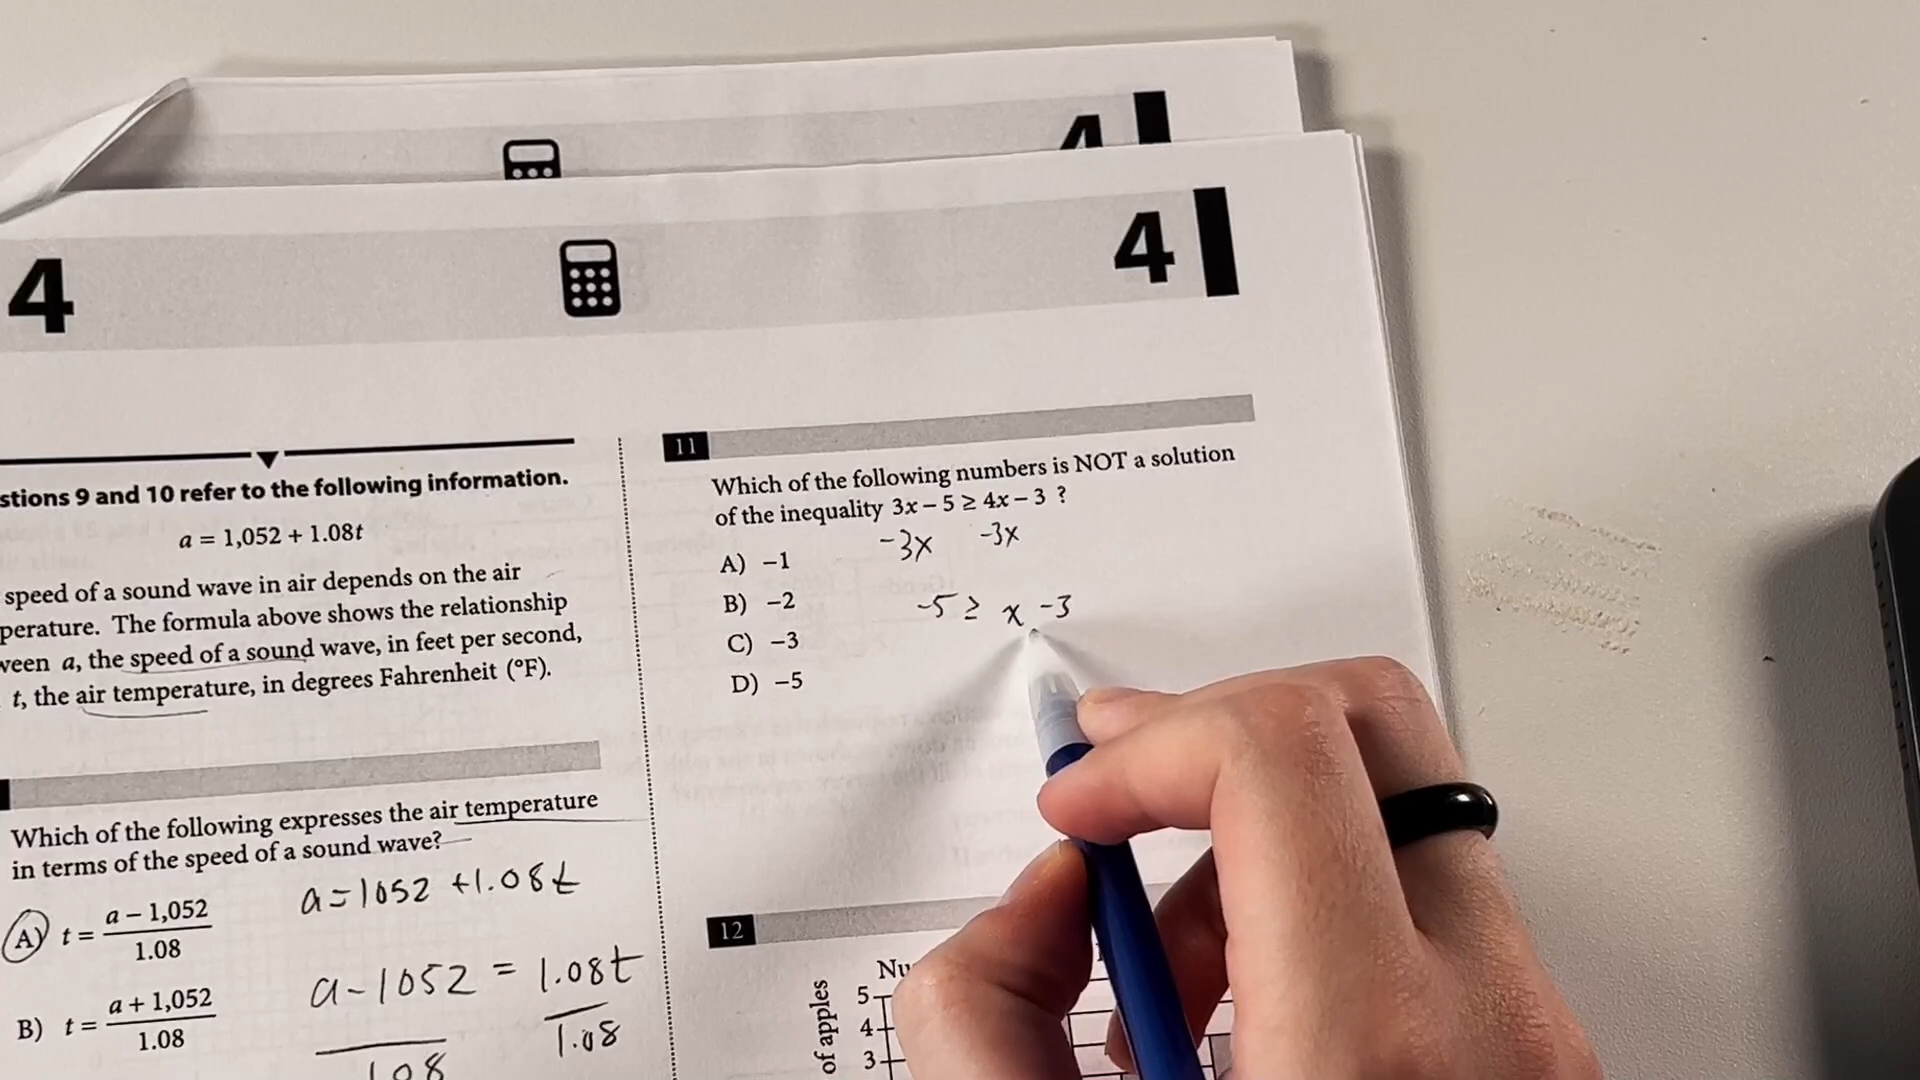 4
4
4
stions 9 and 10 refer to the following information.
a = 1,052 + 1.08t
speed of a sound wave in air depends on the air
perature. The formula above shows the relationship
ween a, the speed of a sound wave, in feet per second,
t, the air temperature, in degrees Fahrenheit (°F).
Which of the following expresses the air temperature
in terms of the speed of a sound wave?
A) t = a − 1,052 / 1.08
B) t = a + 1,052 / 1.08
a = 1052 + 1.08t
a - 1052 = 1.08t
1.08
1.08
11
Which of the following numbers is NOT a solution
of the inequality 3x − 5 ≥ 4x − 3 ?
-3x -3x
A) −1
B) −2
C) −3
D) −5
-5 ≥ x - 3
12
Nu
of apples
5
4
3